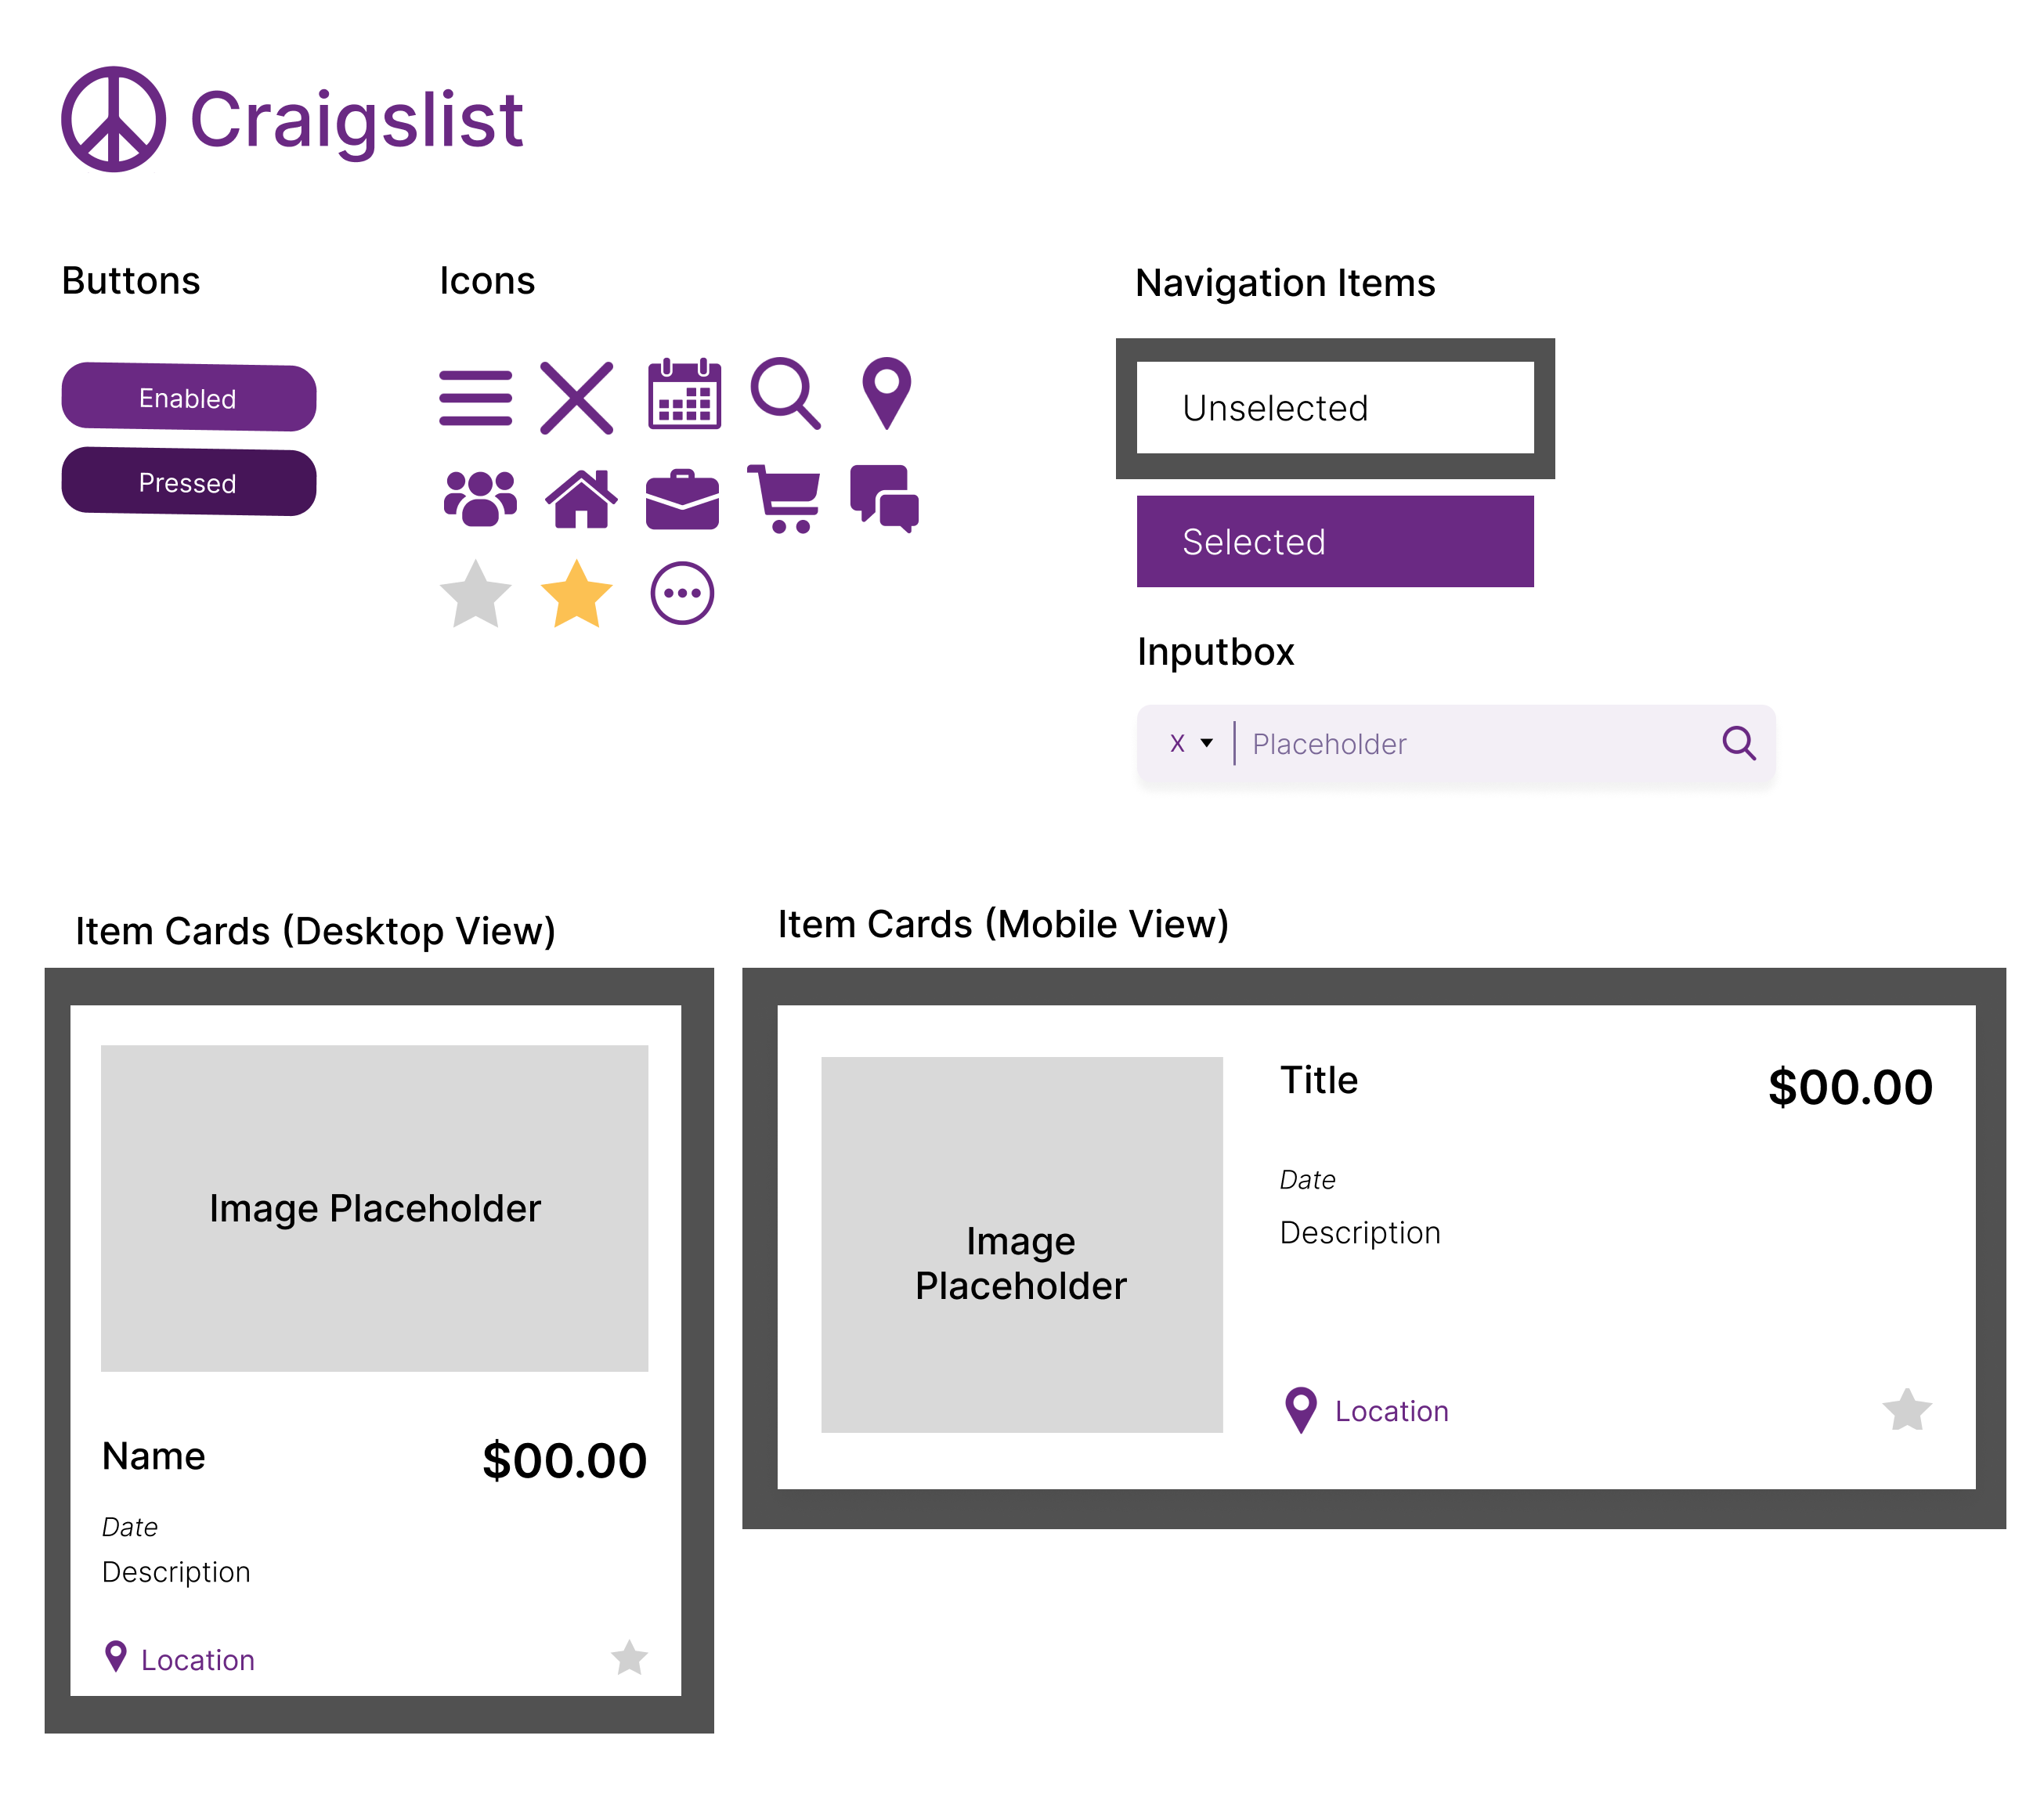 Craigslist
Buttons
Icons
Navigation Items
Enabled
Pressed
Unselected
Selected
Inputbox
X
Placeholder
Item Cards (Desktop View)
Image Placeholder
Name
$00.00
Date
Description
Location
Item Cards (Mobile View)
Image
Placeholder
Title
$00.00
Date
Description
Location